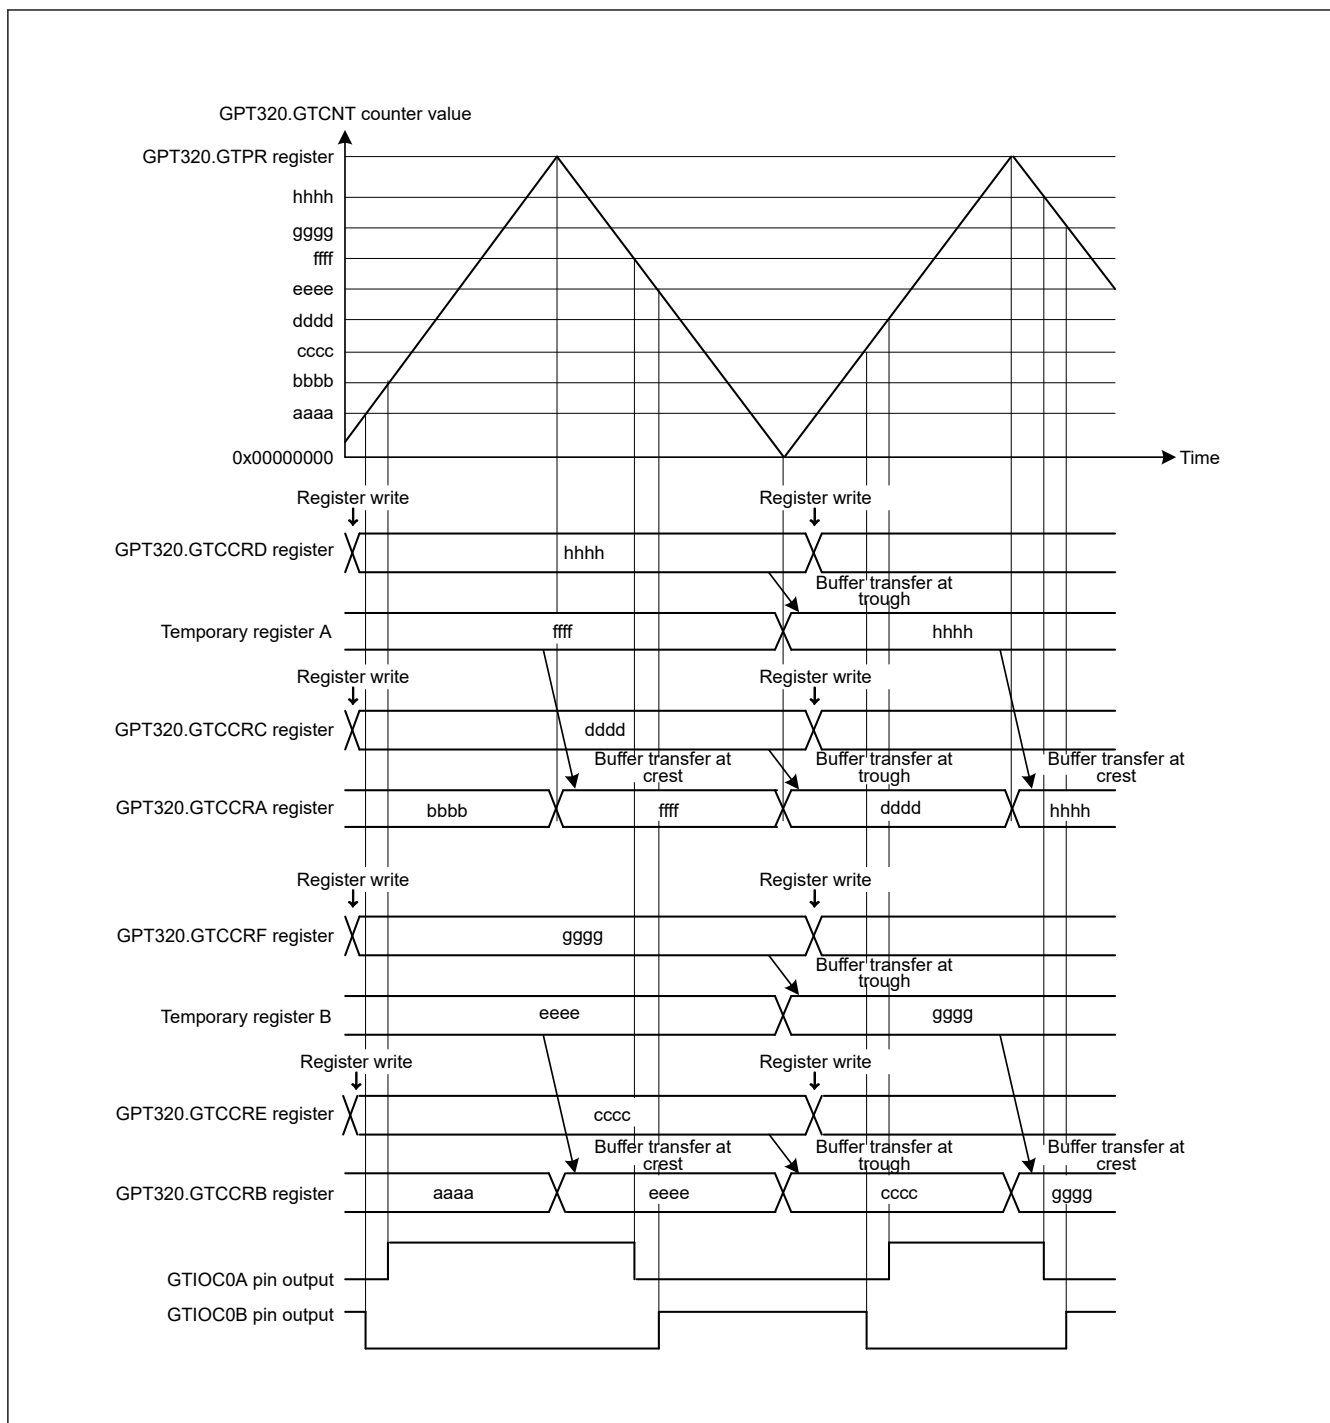 GPT320.GTCNT counter value
GPT320.GTPR register
hhhh
gggg
ffff
eeee
dddd
cccc
bbbb
aaaa
0x00000000
Time
Register write
Register write
GPT320.GTCCRD register
hhhh
Buffer transfer at
trough
Temporary register A
ffff
hhhh
Register write
Register write
GPT320.GTCCRC register
dddd
Buffer transfer at
crest
Buffer transfer at
trough
Buffer transfer at
crest
GPT320.GTCCRA register
bbbb
ffff
dddd
hhhh
Register write
Register write
GPT320.GTCCRF register
gggg
Buffer transfer at
trough
Temporary register B
eeee
gggg
Register write
Register write
GPT320.GTCCRE register
cccc
Buffer transfer at
crest
Buffer transfer at
trough
Buffer transfer at
crest
GPT320.GTCCRB register
aaaa
eeee
cccc
gggg
GTIOC0A pin output
GTIOC0B pin output